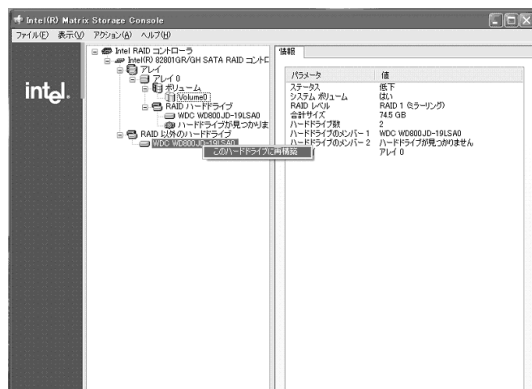 Intel(R) Matrix Storage Console
ファイル(F) 表示(V) アクション(A) ヘルプ(H)
intel.
Intel RAID コントローラ
Intel(R) 82801GR/GH SATA RAID コントロ
アレイ
アレイ 0
ボリューム
Volume0
RAID ハードドライブ
WDC WD800JD-19LSA0
ハードドライブが見つかりま
RAID 以外のハードドライブ
WDC WD800JD-19LSA0
このハードドライブに再構築
情報
パラメータ 値
ステータス 低下
システム ボリューム はい
RAID レベル RAID 1 (ミラーリング)
合計サイズ 74.5 GB
ハードドライブ数 2
ハードドライブのメンバー 1 WDC WD800JD-19LSA0
ハードドライブのメンバー 2 ハードドライブが見つかりません
アレイ 0